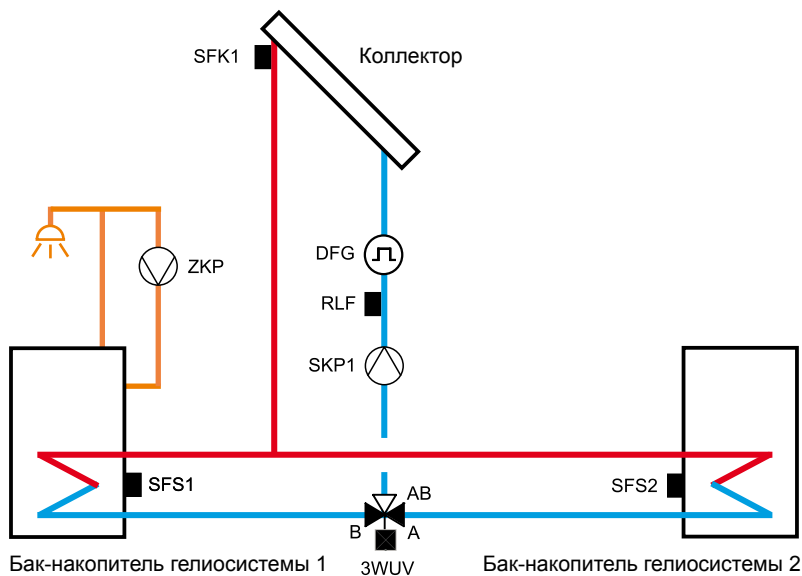 SFK1
Коллектор
DFG
ZKP
RLF
SKP1
SFS1
SFS2
AB
B
A
3WUV
Бак-накопитель гелиосистемы 1
Бак-накопитель гелиосистемы 2